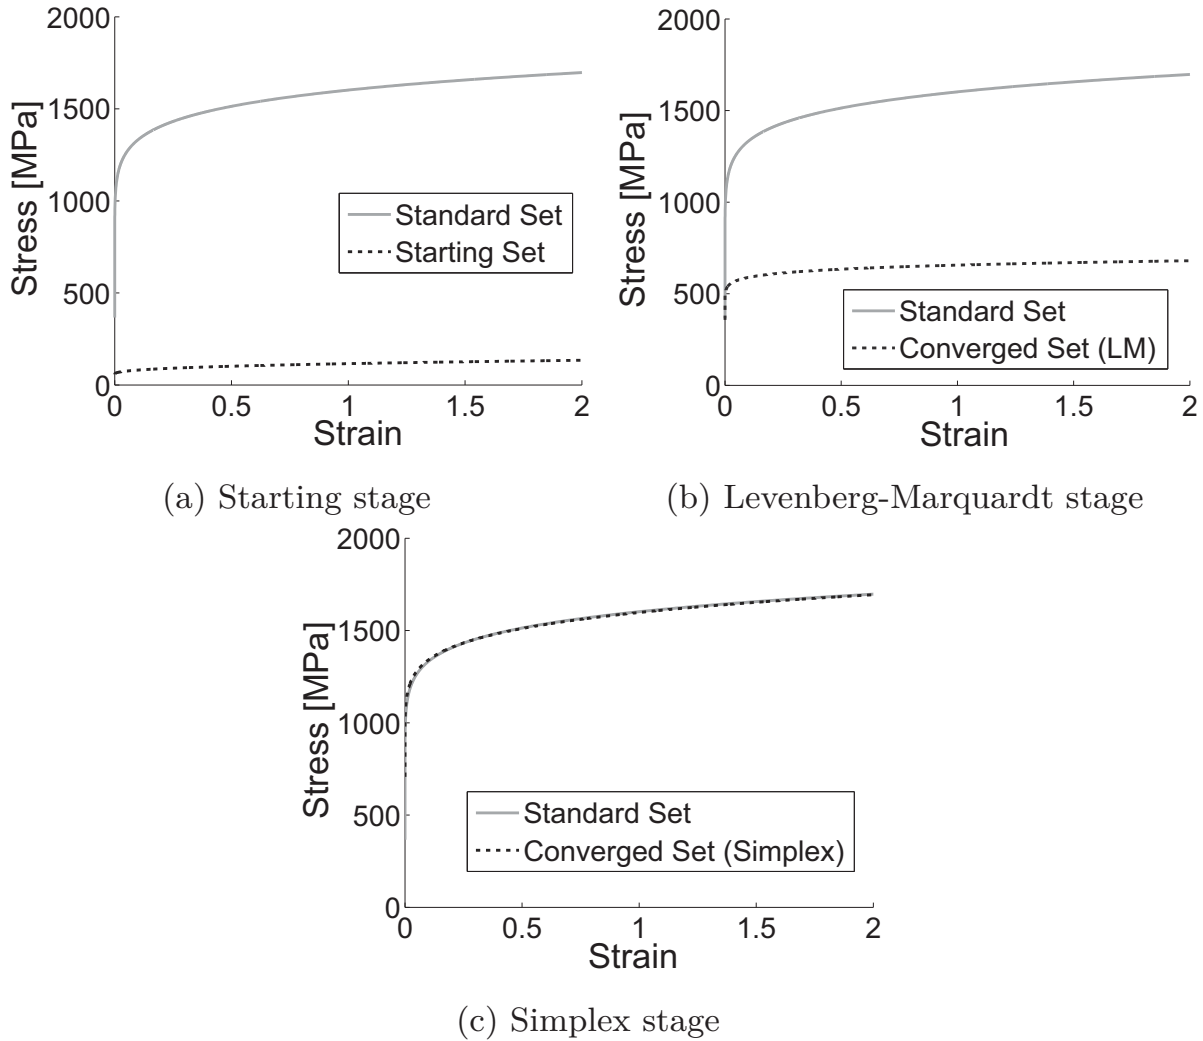 2000
1500
1000
500
0
Stress [MPa]
Standard Set
Starting Set
0 0.5 1 1.5 2
Strain
(a) Starting stage
2000
1500
1000
500
0
Stress [MPa]
Standard Set
Converged Set (LM)
0 0.5 1 1.5 2
Strain
(b) Levenberg-Marquardt stage
2000
1500
1000
500
0
Stress [MPa]
Standard Set
Converged Set (Simplex)
0 0.5 1 1.5 2
Strain
(c) Simplex stage